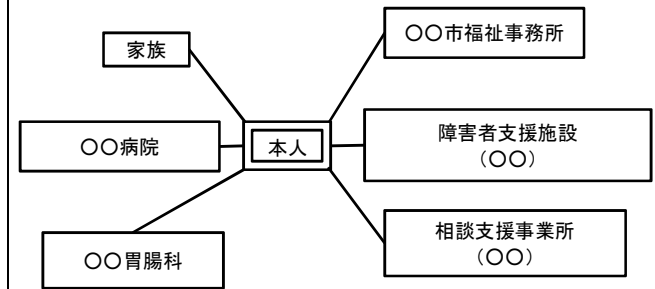 〇〇市福祉事務所
家族
〇〇病院
本人
障害者支援施設
（〇〇）
〇〇胃腸科
相談支援事業所
（〇〇）